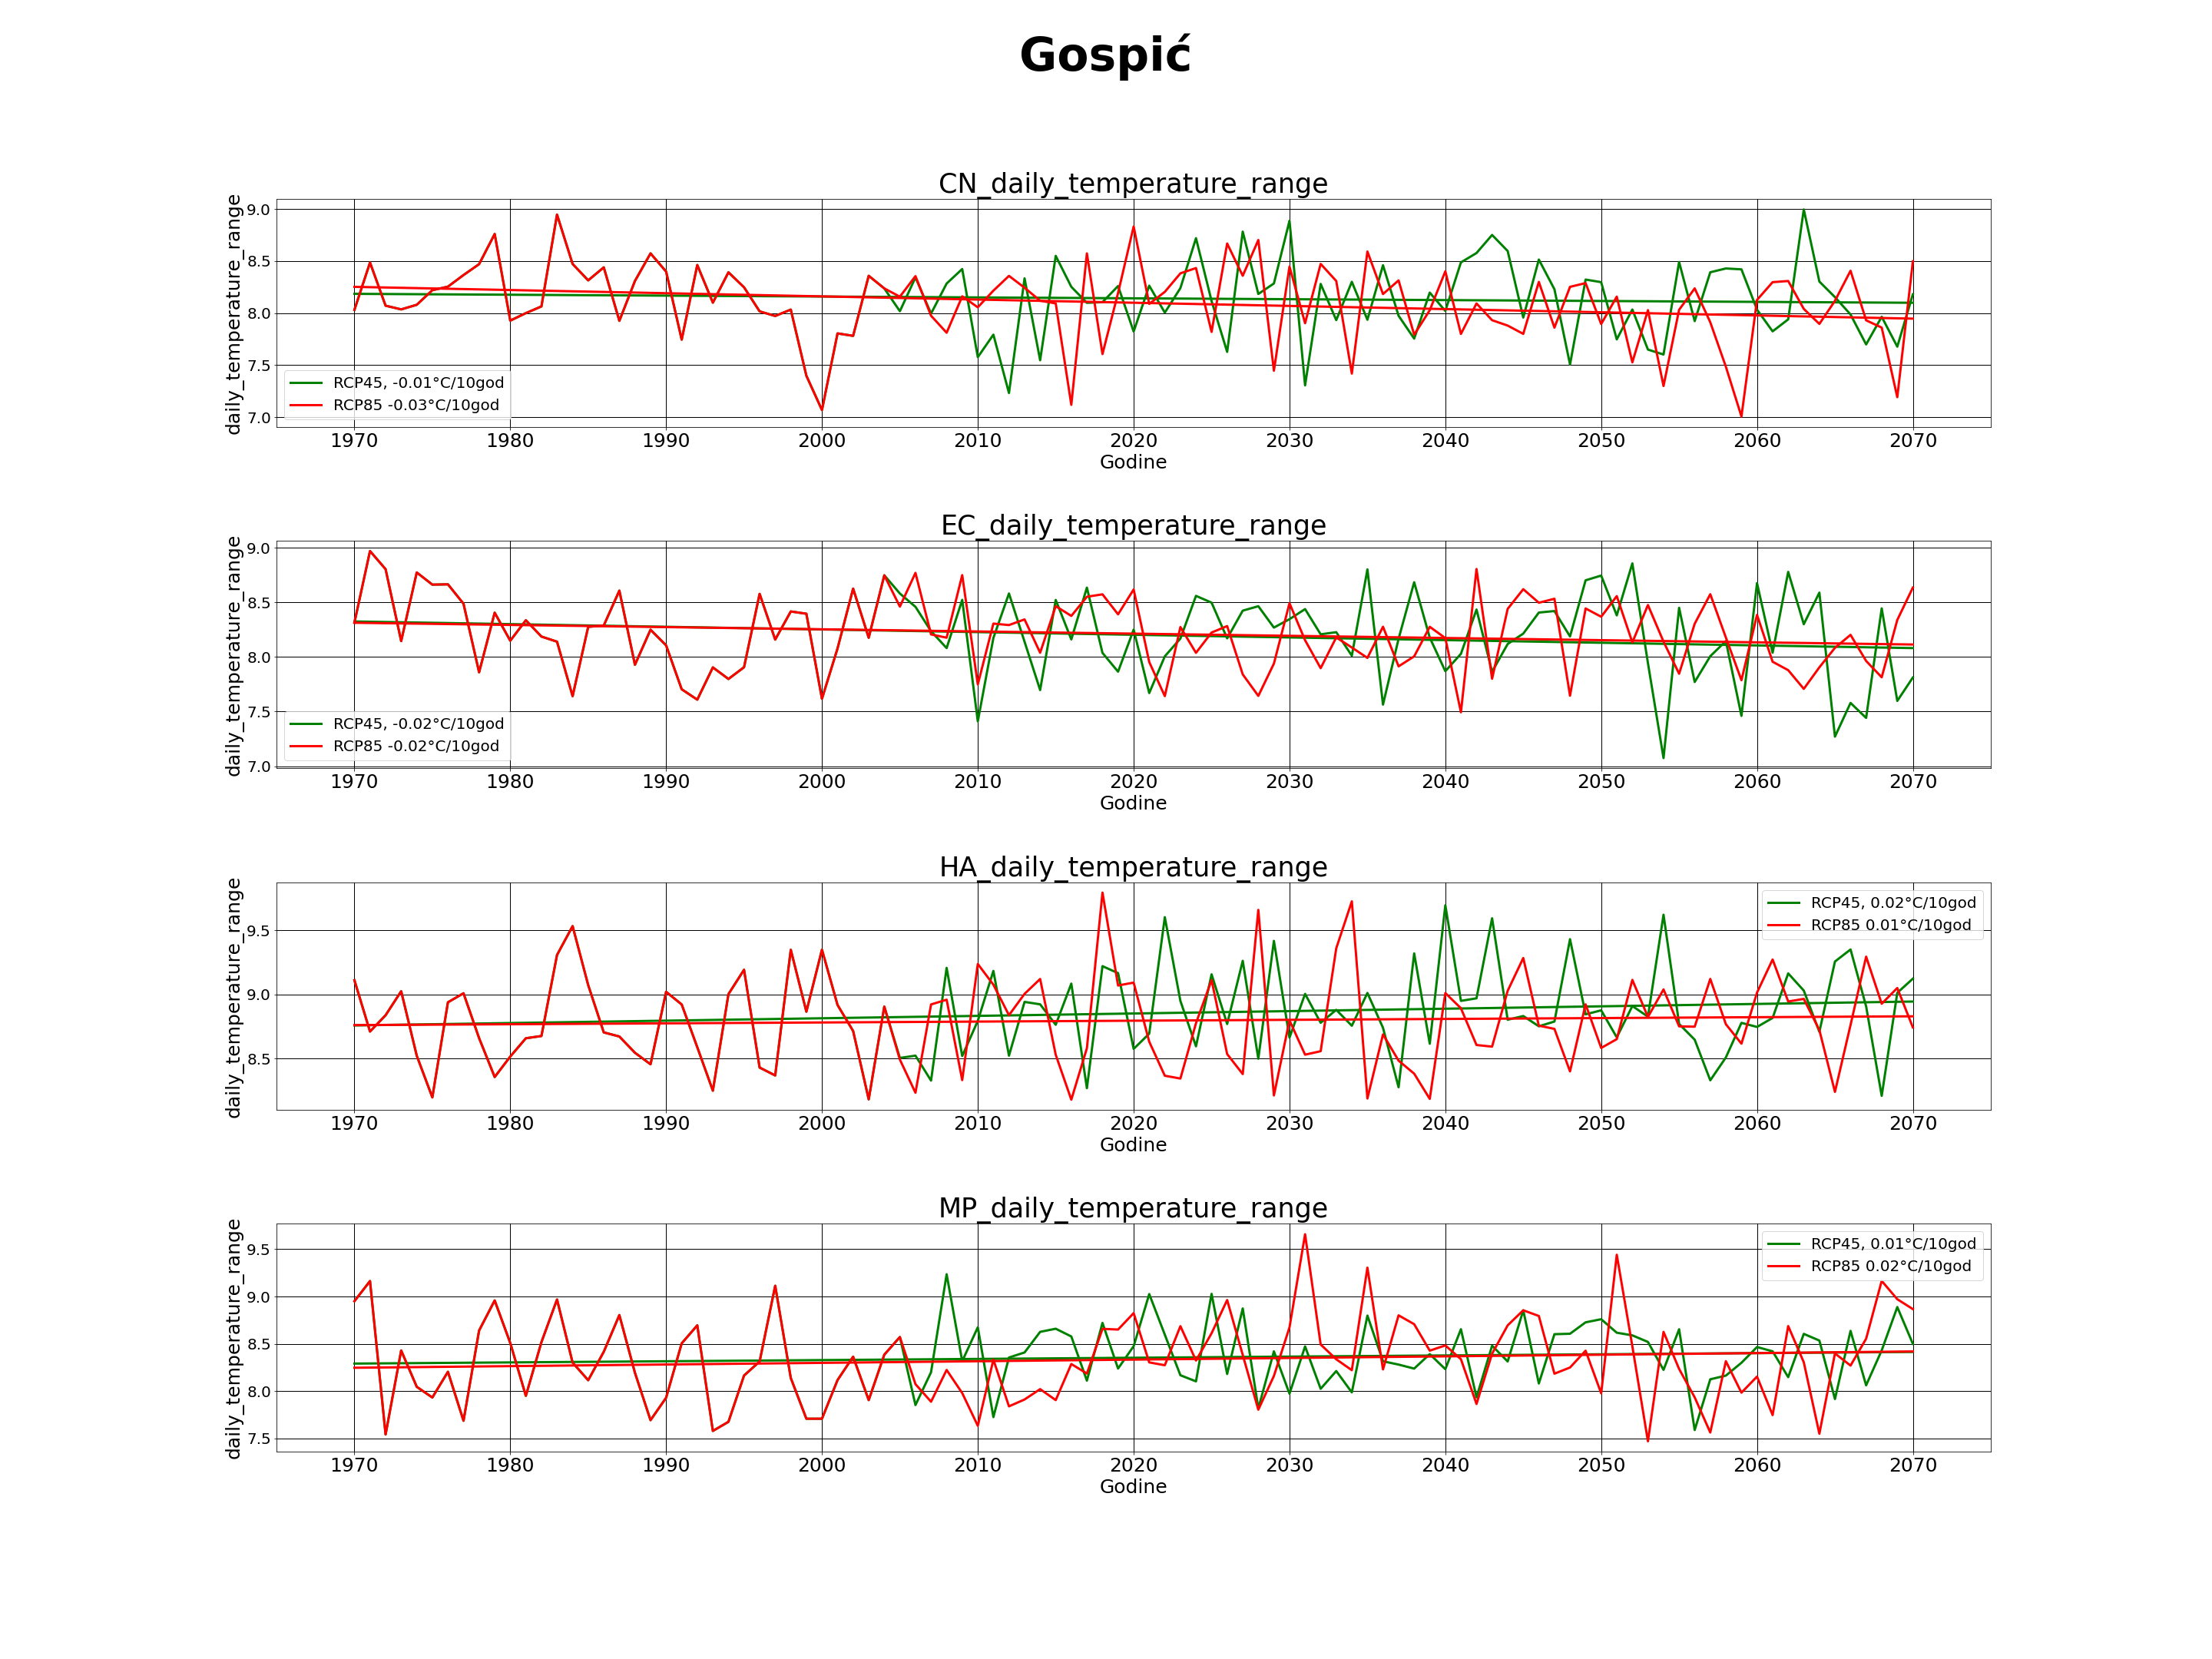 Gospić
CN_daily_temperature_range
daily_temperature_range
9.0
8.5
8.0
7.5
7.0
RCP45, -0.01°C/10god
RCP85 -0.03°C/10god
1970 1980 1990 2000 2010 2020 2030 2040 2050 2060 2070
Godine
EC_daily_temperature_range
daily_temperature_range
9.0
8.5
8.0
7.5
7.0
RCP45, -0.02°C/10god
RCP85 -0.02°C/10god
1970 1980 1990 2000 2010 2020 2030 2040 2050 2060 2070
Godine
HA_daily_temperature_range
daily_temperature_range
9.5
9.0
8.5
RCP45, 0.02°C/10god
RCP85 0.01°C/10god
1970 1980 1990 2000 2010 2020 2030 2040 2050 2060 2070
Godine
MP_daily_temperature_range
daily_temperature_range
9.5
9.0
8.5
8.0
7.5
RCP45, 0.01°C/10god
RCP85 0.02°C/10god
1970 1980 1990 2000 2010 2020 2030 2040 2050 2060 2070
Godine